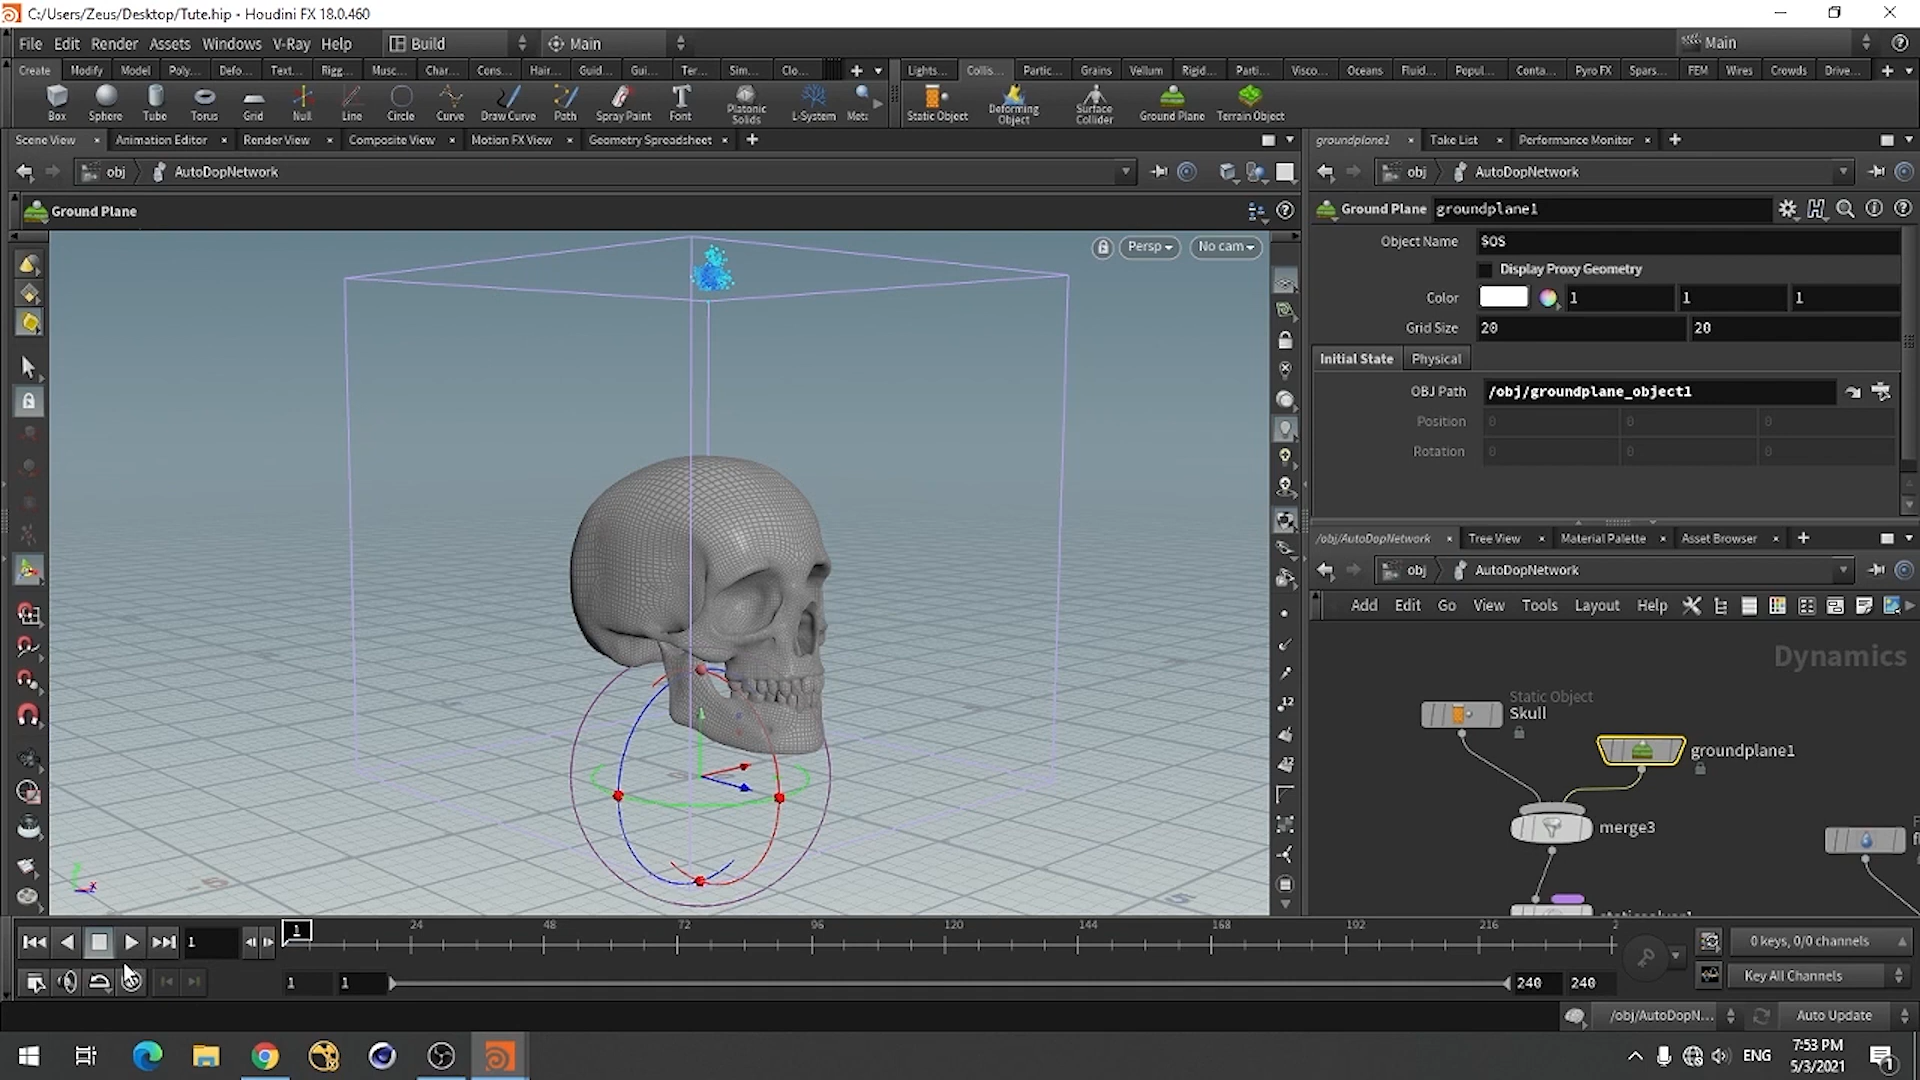 C:/Users/Zeus/Desktop/Tute.hip - Houdini FX 18.0.460
File Edit Render Assets Windows V-Ray Help Build Main Main
Create Modify Model Poly... Defo... Text... Rigg... Musc... Char... Cons... Hair... Guid... Gui... Ter... Sim... Clo... Lights... Collis... Partic... Grains Vellum Rigid... Parti... Visco... Oceans Fluid... Popul... Conta... Pyro FX Spars... FEM Wires Crowds Drive...
Box Sphere Tube Torus Grid Null Line Circle Curve Draw Curve Path Spray Paint Font Platonic Solids L-System Meta Static Object Deforming Object Surface Collider Ground Plane Terrain Object
Scene View Animation Editor Render View Composite View Motion FX View Geometry Spreadsheet groundplane1 Take List Performance Monitor
obj AutoDopNetwork obj AutoDopNetwork
Ground Plane Ground Plane groundplane1
Persp No cam
Object Name $OS
Display Proxy Geometry
Color 1 1 1
Grid Size 20 20
Initial State Physical
OBJ Path /obj/groundplane_object1
Position 0 0 0
Rotation 0 0 0
/obj/AutoDopNetwork Tree View Material Palette Asset Browser
obj AutoDopNetwork
Add Edit Go View Tools Layout Help
Dynamics
Static Object
Skull
groundplane1
merge3
1 1 24 48 72 96 120 144 168 192 216 2
0 keys, 0/0 channels
1 1 240 240 Key All Channels
/obj/AutoDopN... Auto Update
ENG 7:53 PM
5/3/2021